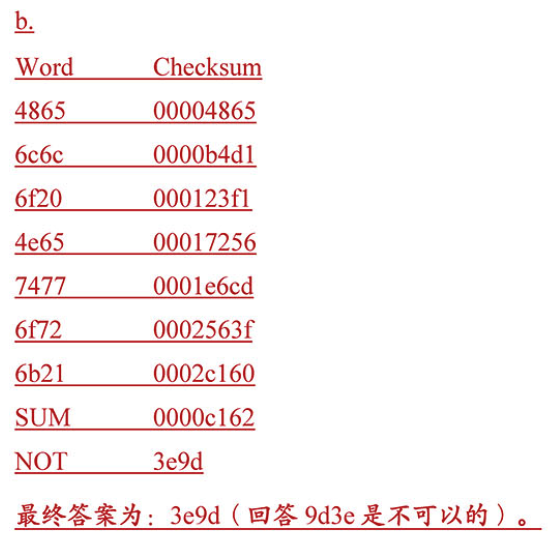 b.
Word Checksum
4865 00004865
6c6c 0000b4d1
6f20 000123f1
4e65 00017256
7477 0001e6cd
6f72 0002563f
6b21 0002c160
SUM 0000c162
NOT 3e9d
最终答案为：3e9d（回答 9d3e 是不可以的）。